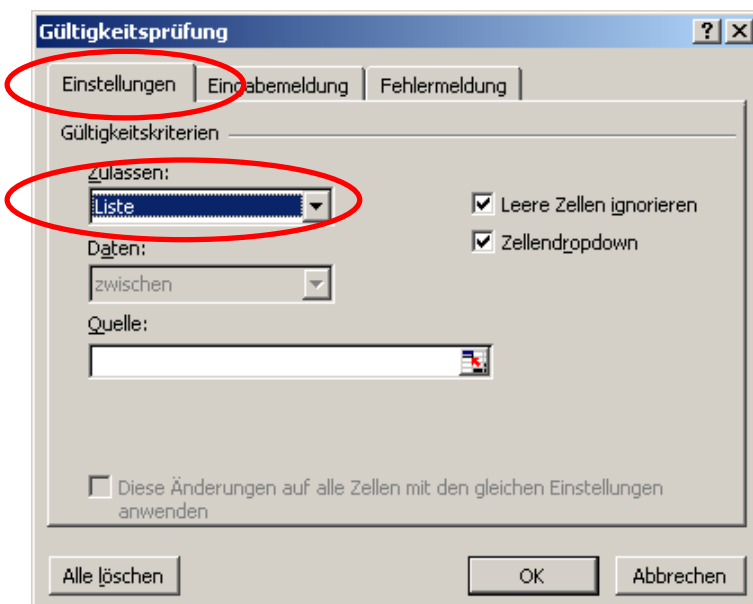 Gültigkeitsprüfung
Einstellungen Eingabemeldung Fehlermeldung
Gültigkeitskriterien
Zulassen:
Liste
Leere Zellen ignorieren
Daten:
Zellendropdown
zwischen
Quelle:
Diese Änderungen auf alle Zellen mit den gleichen Einstellungen
anwenden
Alle löschen OK Abbrechen